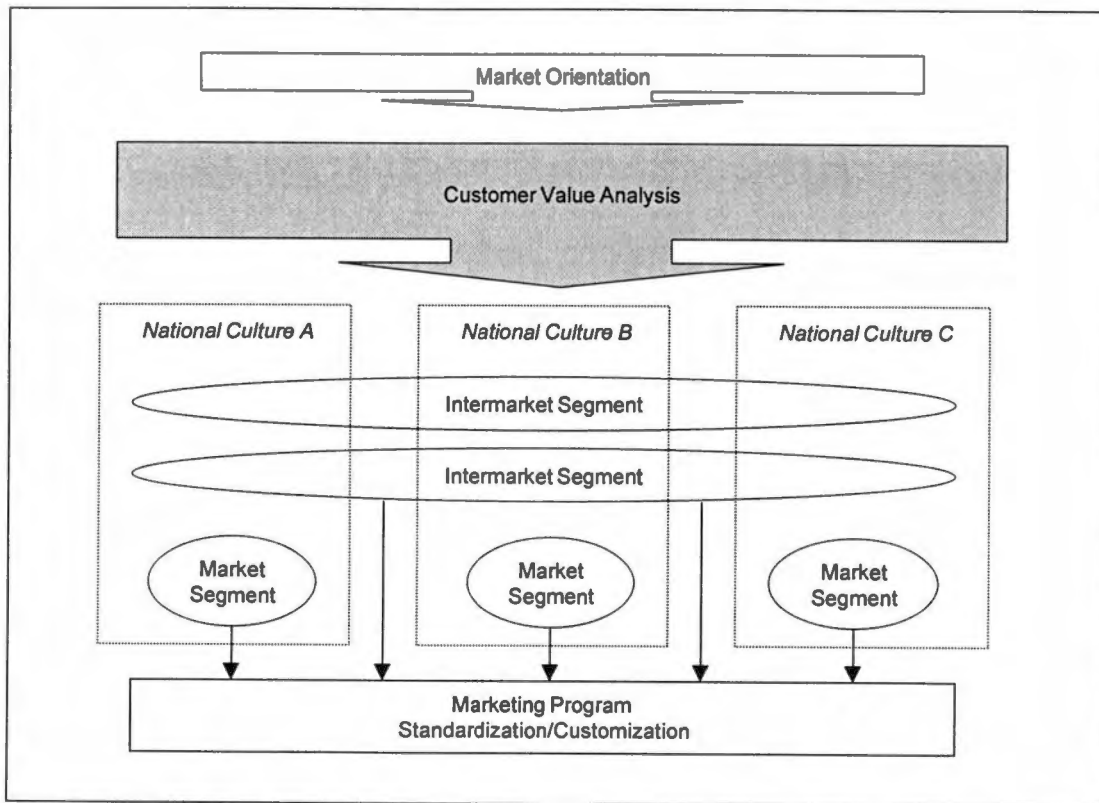 Market Orientation
Customer Value Analysis
National Culture A
National Culture B
National Culture C
Intermarket Segment
Intermarket Segment
Market
Segment
Market
Segment
Market
Segment
Marketing Program
Standardization/Customization